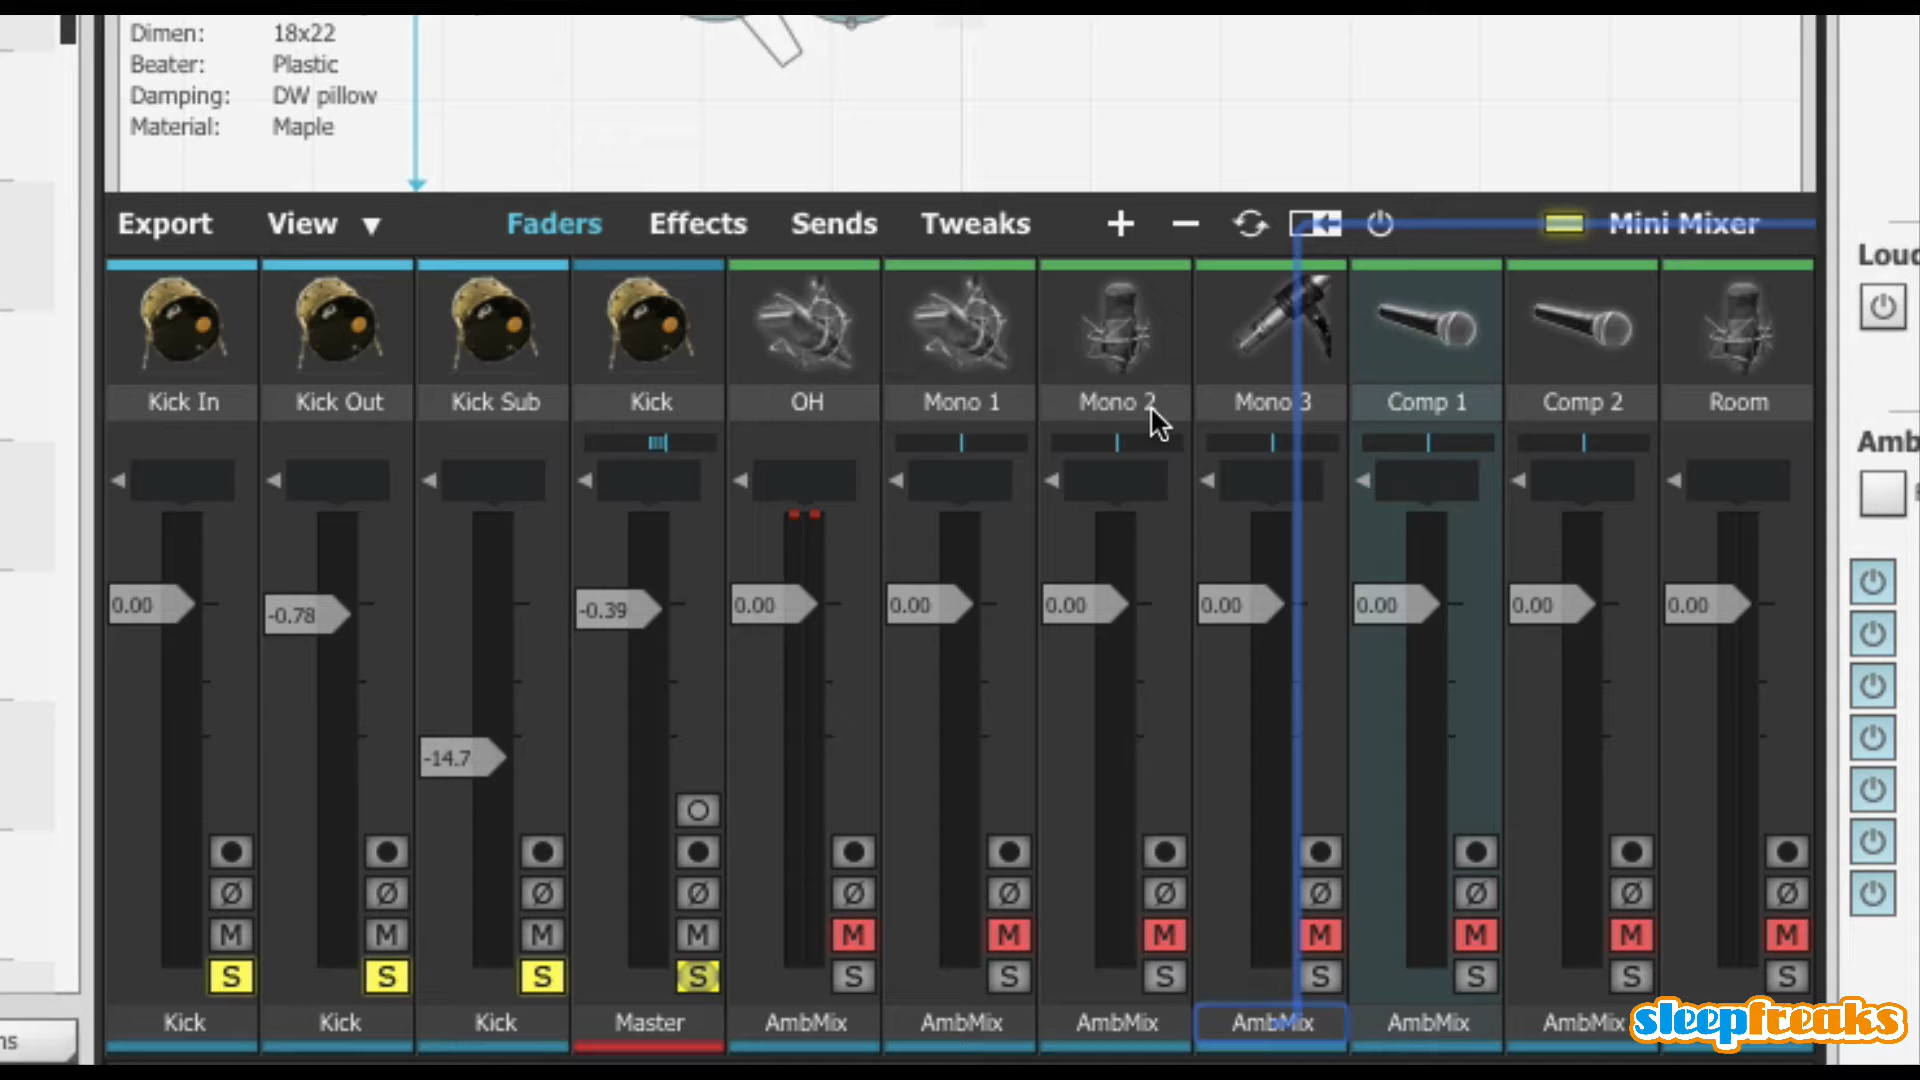 Dimen: 18x22
Beater: Plastic
Damping: DW pillow
Material: Maple
Export View ▼ Faders Effects Sends Tweaks + − Mini Mixer
Kick In Kick Out Kick Sub Kick OH Mono 1 Mono 2 Mono 3 Comp 1 Comp 2 Room
0.00 -0.78 -14.7 -0.39 0.00 0.00 0.00 0.00 0.00 0.00 0.00
Ø Ø Ø Ø Ø Ø Ø Ø Ø Ø Ø
M M M M M M M M M M M
S S S S S S S S S S S
Kick Kick Kick Master AmbMix AmbMix AmbMix AmbMix AmbMix AmbMix
Loud
Amb
ns
sleepfreaks